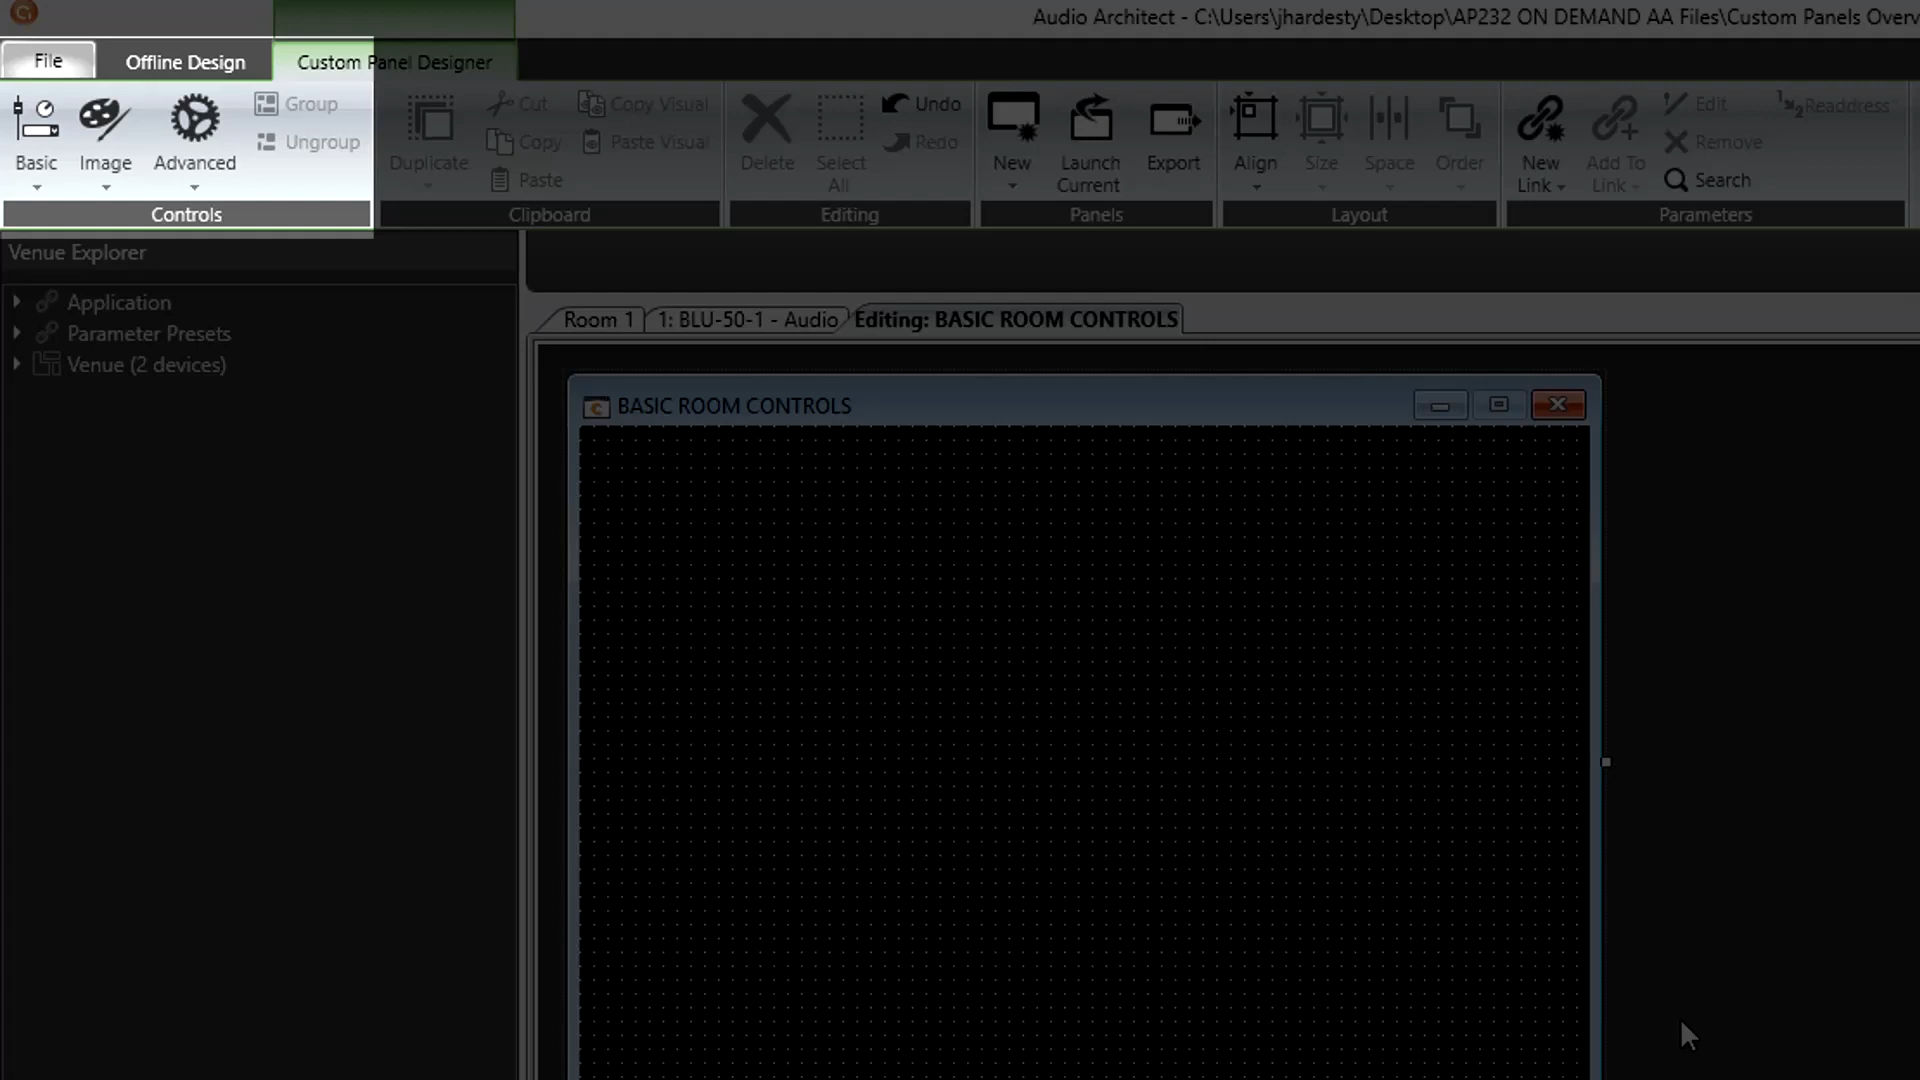 Audio Architect - C:\Users\jhardesty\Desktop\AP232 ON DEMAND AA Files\Custom Panels Overv
File
Offline Design
Custom Panel Designer
Basic
Image
Advanced
Group
Ungroup
Controls
Duplicate
Cut
Copy
Paste
Copy Visual
Paste Visual
Clipboard
Delete
Select All
Undo
Redo
Editing
New
Launch Current
Export
Panels
Align
Size
Space
Order
Layout
New Link
Add To Link
Edit
Remove
Search
Readdress
Parameters
Venue Explorer
Application
Parameter Presets
Venue (2 devices)
Room 1
1: BLU-50-1 - Audio
Editing: BASIC ROOM CONTROLS
BASIC ROOM CONTROLS